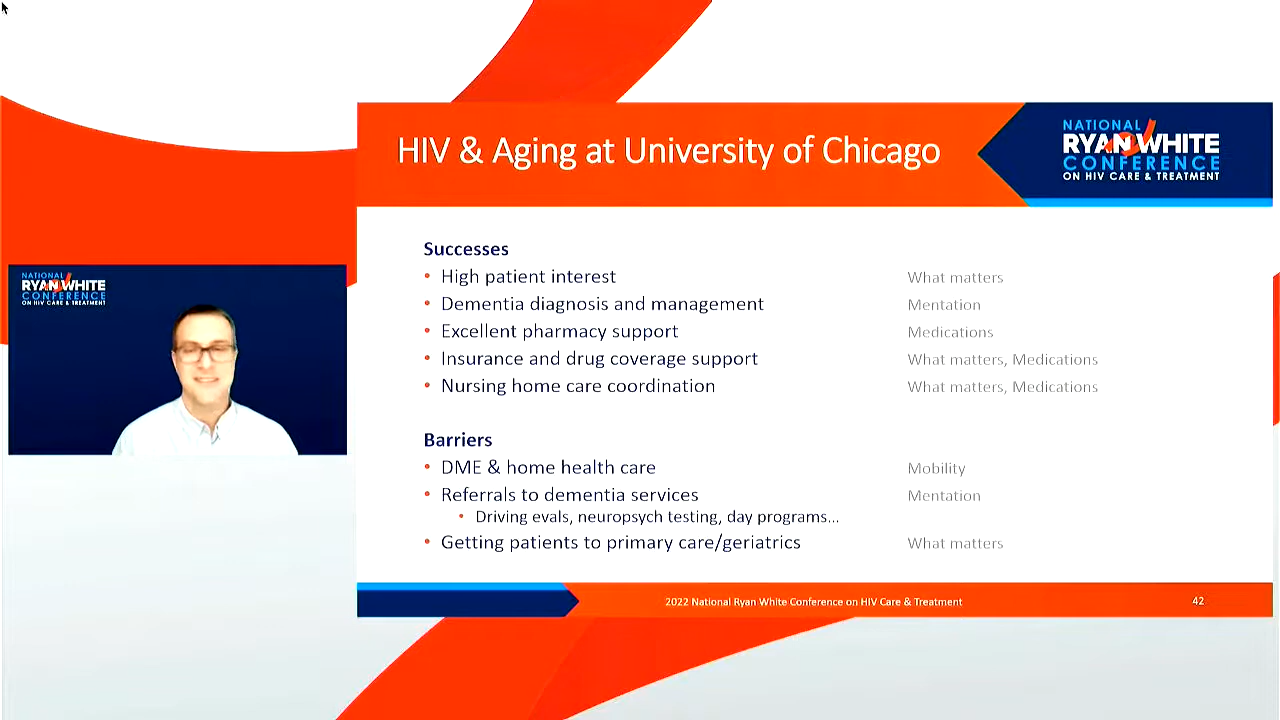 HIV & Aging at University of Chicago
NATIONAL
RYAN WHITE
CONFERENCE
ON HIV CARE & TREATMENT
Successes
• High patient interest What matters
• Dementia diagnosis and management Mentation
• Excellent pharmacy support Medications
• Insurance and drug coverage support What matters, Medications
• Nursing home care coordination What matters, Medications
Barriers
• DME & home health care Mobility
• Referrals to dementia services Mentation
• Driving evals, neuropsych testing, day programs...
• Getting patients to primary care/geriatrics What matters
2022 National Ryan White Conference on HIV Care & Treatment 42
NATIONAL
RYAN WHITE
CONFERENCE
ON HIV CARE & TREATMENT